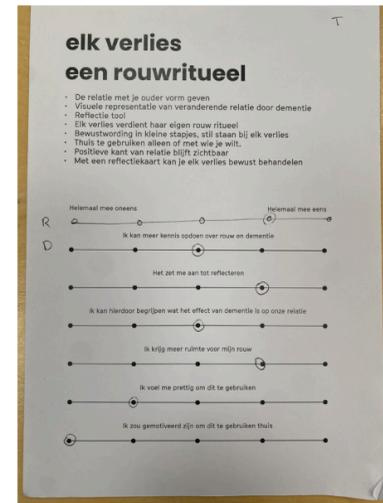 T
elk verlies
een rouwritueel
• De relatie met je ouder vorm geven
• Visuele representatie van veranderende relatie door dementie
• Reflectie tool
• Elk verlies verdient haar eigen rouw ritueel
• Bewustwording in kleine stapjes, stil staan bij elk verlies
• Thuis te gebruiken alleen of met wie je wilt.
• Positieve kant van relatie blijft zichtbaar
• Met een reflectiekaart kan je elk verlies bewust behandelen
Helemaal mee oneens Helemaal mee eens
R
Ik kan meer kennis opdoen over rouw en dementie
D
Het zet me aan tot reflecteren
Ik kan hierdoor begrijpen wat het effect van dementie is op onze relatie
Ik krijg meer ruimte voor mijn rouw
Ik voel me prettig om dit te gebruiken
Ik zou gemotiveerd zijn om dit te gebruiken thuis